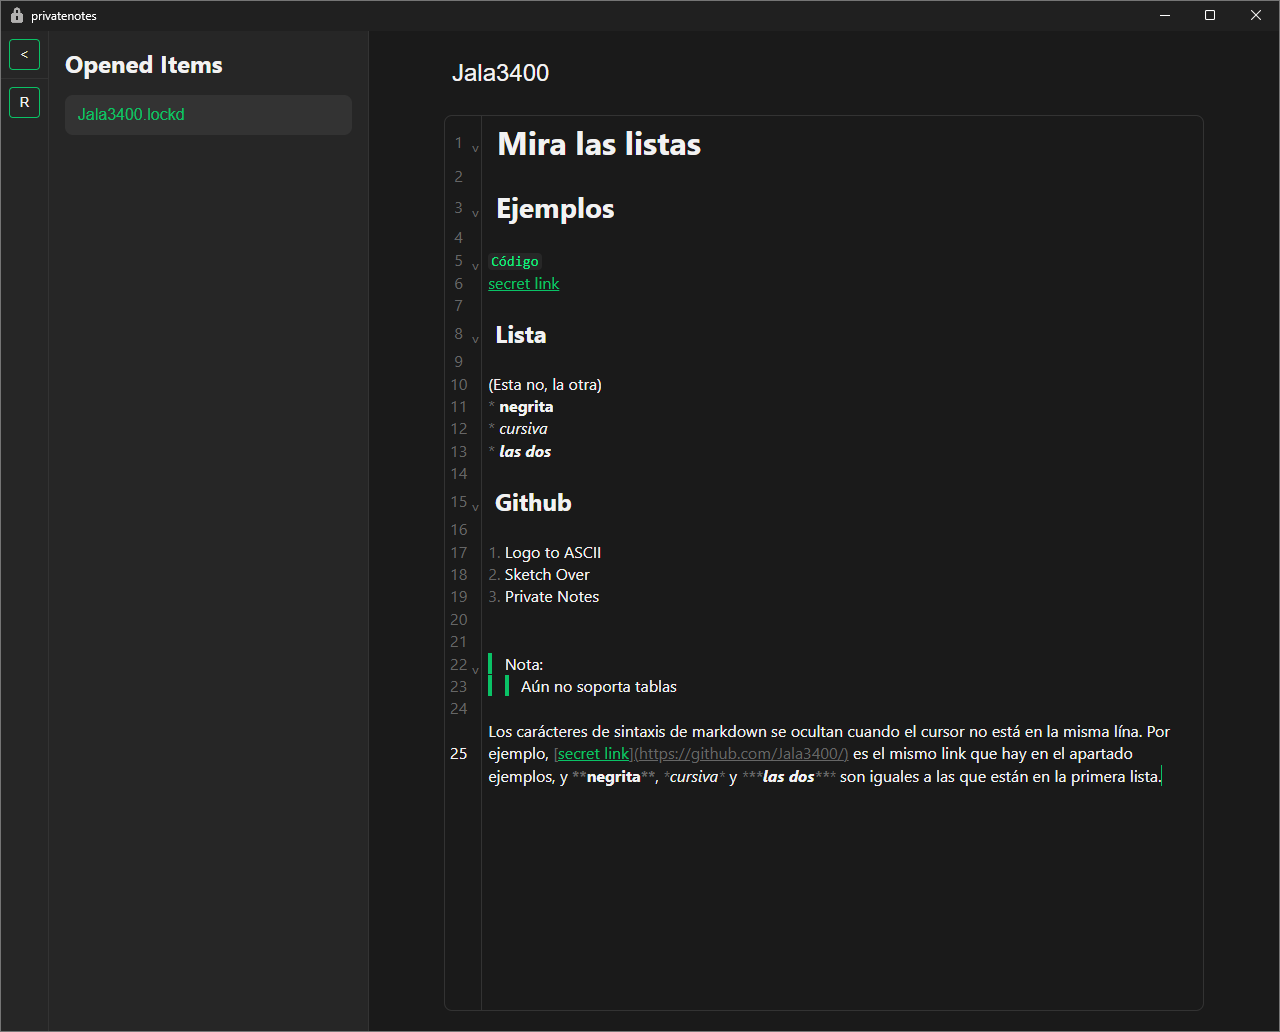 privatenotes
<
R
Opened Items
Jala3400.lockd
Jala3400
1 v Mira las listas
2
3 v Ejemplos
4
5 v Código
6 secret link
7
8 v Lista
9
10 (Esta no, la otra)
11 * negrita
12 * cursiva
13 * las dos
14
15 v Github
16
17 1. Logo to ASCII
18 2. Sketch Over
19 3. Private Notes
20
21
22 v Nota:
23 Aún no soporta tablas
24
Los carácteres de sintaxis de markdown se ocultan cuando el cursor no está en la misma lína. Por
25 ejemplo, [secret link](https://github.com/Jala3400/) es el mismo link que hay en el apartado
ejemplos, y **negrita**, *cursiva* y ***las dos*** son iguales a las que están en la primera lista.